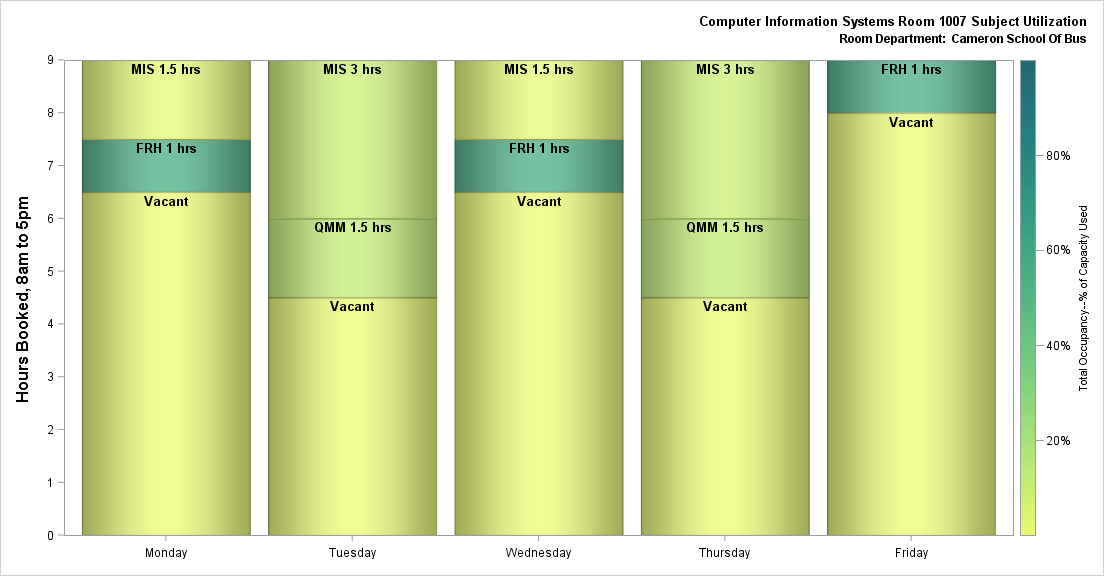 Computer Information Systems Room 1007 Subject Utilization
Room Department: Cameron School Of Bus
Hours Booked, 8am to 5pm
9
8
7
6
5
4
3
2
1
0
MIS 1.5 hrs
FRH 1 hrs
Vacant
MIS 3 hrs
QMM 1.5 hrs
Vacant
MIS 1.5 hrs
FRH 1 hrs
Vacant
MIS 3 hrs
QMM 1.5 hrs
Vacant
FRH 1 hrs
Vacant
Monday
Tuesday
Wednesday
Thursday
Friday
80%
60%
40%
20%
Total Occupancy--% of Capacity Used